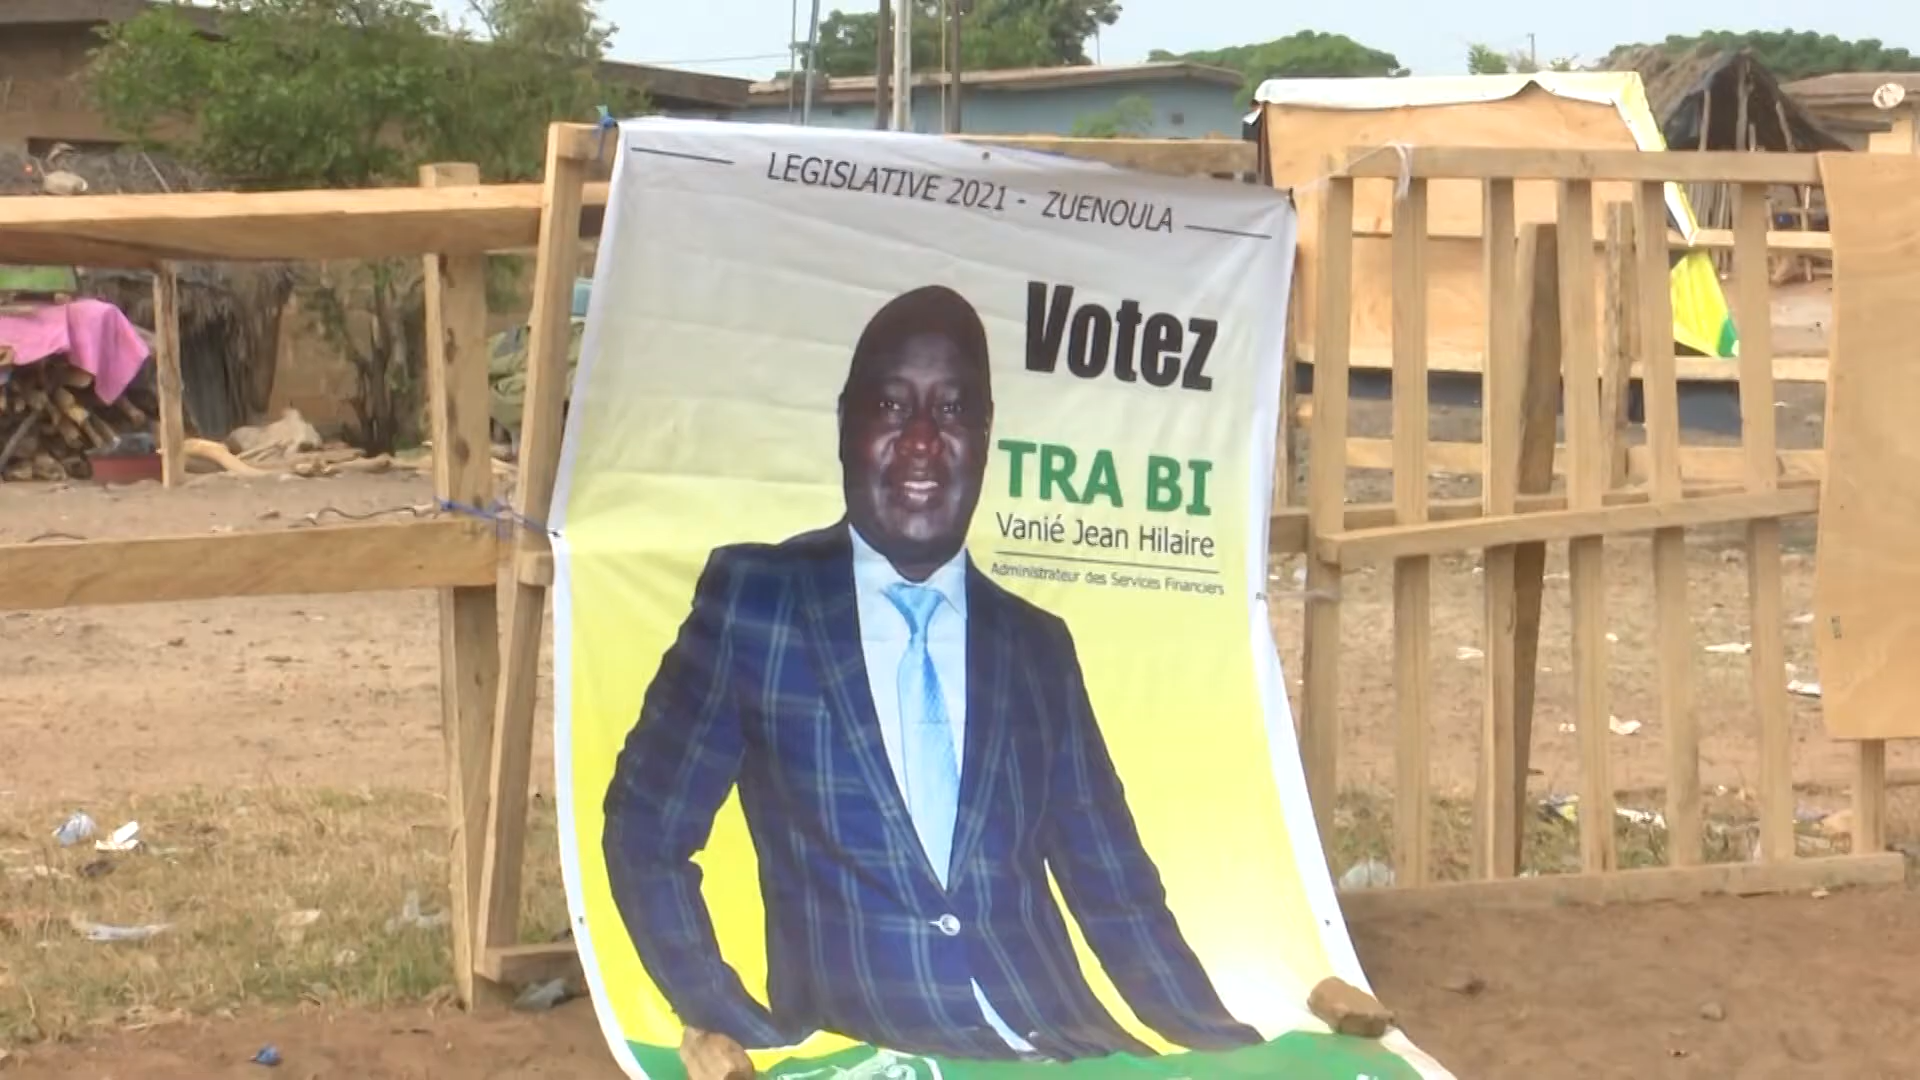 LEGISLATIVE 2021 - ZUENOULA
Votez
TRA BI
Vanié Jean Hilaire
Administrateur des Services Financiers